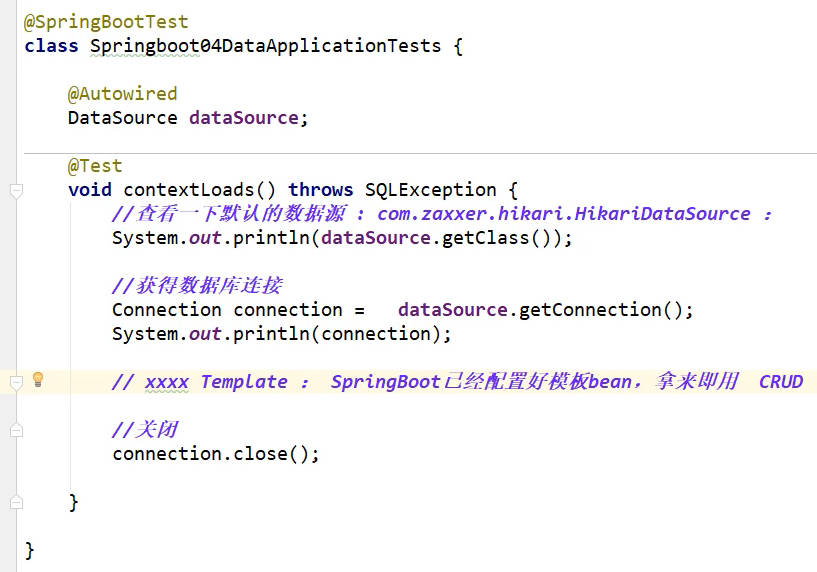 @SpringBootTest
class Springboot04DataApplicationTests {
@Autowired
DataSource dataSource;
@Test
void contextLoads() throws SQLException {
//查看一下默认的数据源 : com.zaxxer.hikari.HikariDataSource :
System.out.println(dataSource.getClass());
//获得数据库连接
Connection connection =   dataSource.getConnection();
System.out.println(connection);
// xxxx Template : SpringBoot已经配置好模板bean，拿来即用  CRUD
//关闭
connection.close();
}
}